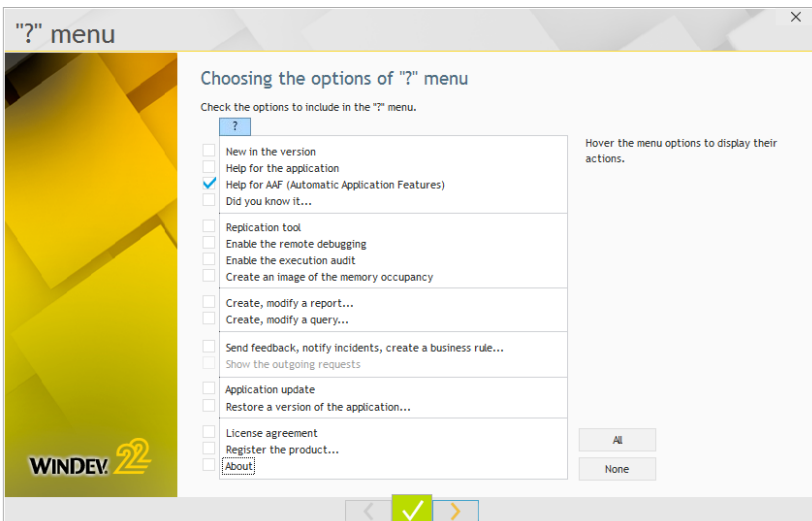 "?" menu
Choosing the options of "?" menu
Check the options to include in the "?" menu.
?
New in the version
Help for the application
Help for AAF (Automatic Application Features)
Did you know it...
Replication tool
Enable the remote debugging
Enable the execution audit
Create an image of the memory occupancy
Create, modify a report...
Create, modify a query...
Send feedback, notify incidents, create a business rule...
Show the outgoing requests
Application update
Restore a version of the application...
License agreement
Register the product...
About
Hover the menu options to display their
actions.
All
None
WINDEV. 22